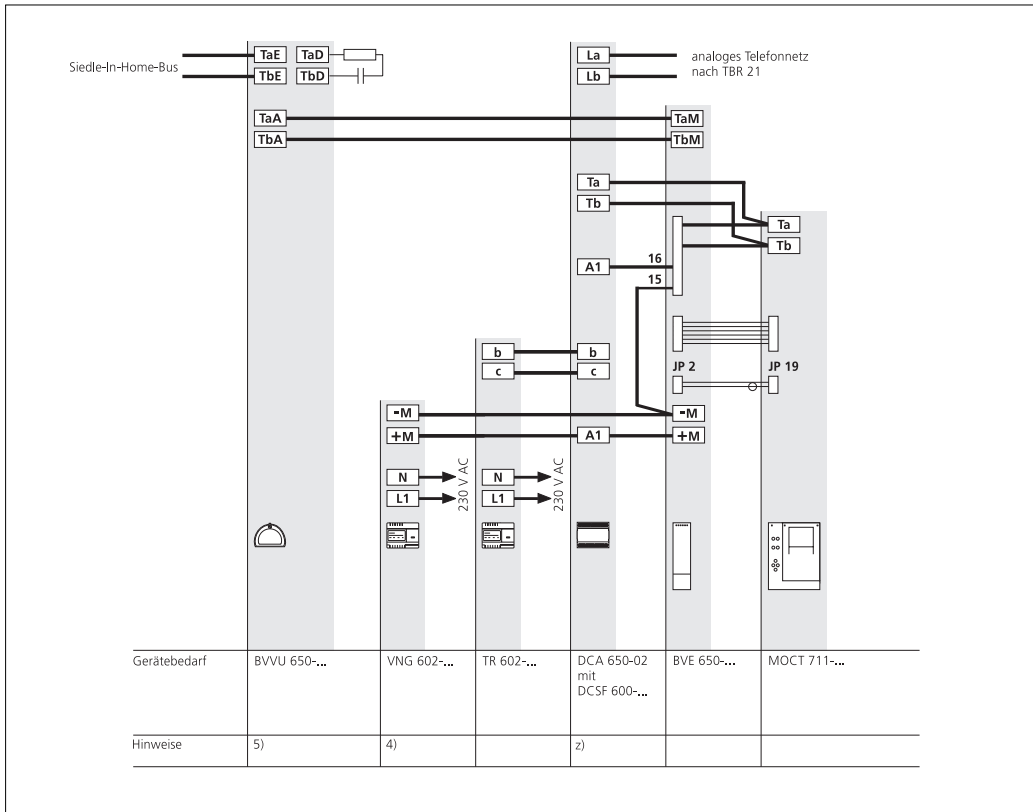 TaE TaD La analoges Telefonnetz
Siedle-In-Home-Bus
TbE TbD Lb nach TBR 21
TaA TaM
TbA TbM
Ta
Tb Ta
Tb
A1 16
15
b b
c c JP 2 JP 19
-M -M
+M A1 +M
N 230 V AC N 230 V AC
L1 L1
Gerätebedarf BVVU 650-... VNG 602-... TR 602-... DCA 650-02 BVE 650-... MOCT 711-...
mit
DCSF 600-...
Hinweise 5) 4) z)